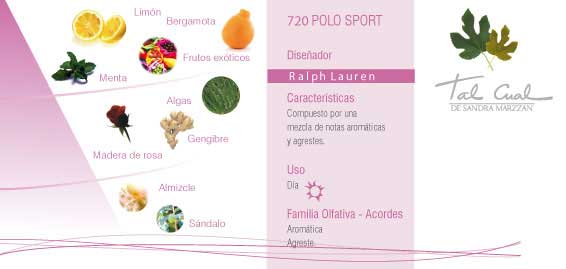 Limón
Bergamota
Frutos exóticos
Menta
Algas
Gengibre
Madera de rosa
Almizcle
Sándalo
720 POLO SPORT
Diseñador
Ralph Lauren
Características
Compuesto por una
mezcla de notas aromáticas
y agrestes.
Uso
Día
Familia Olfativa - Acordes
Aromática
Agreste
Tal Cual
DE SANDRA MARZZAN